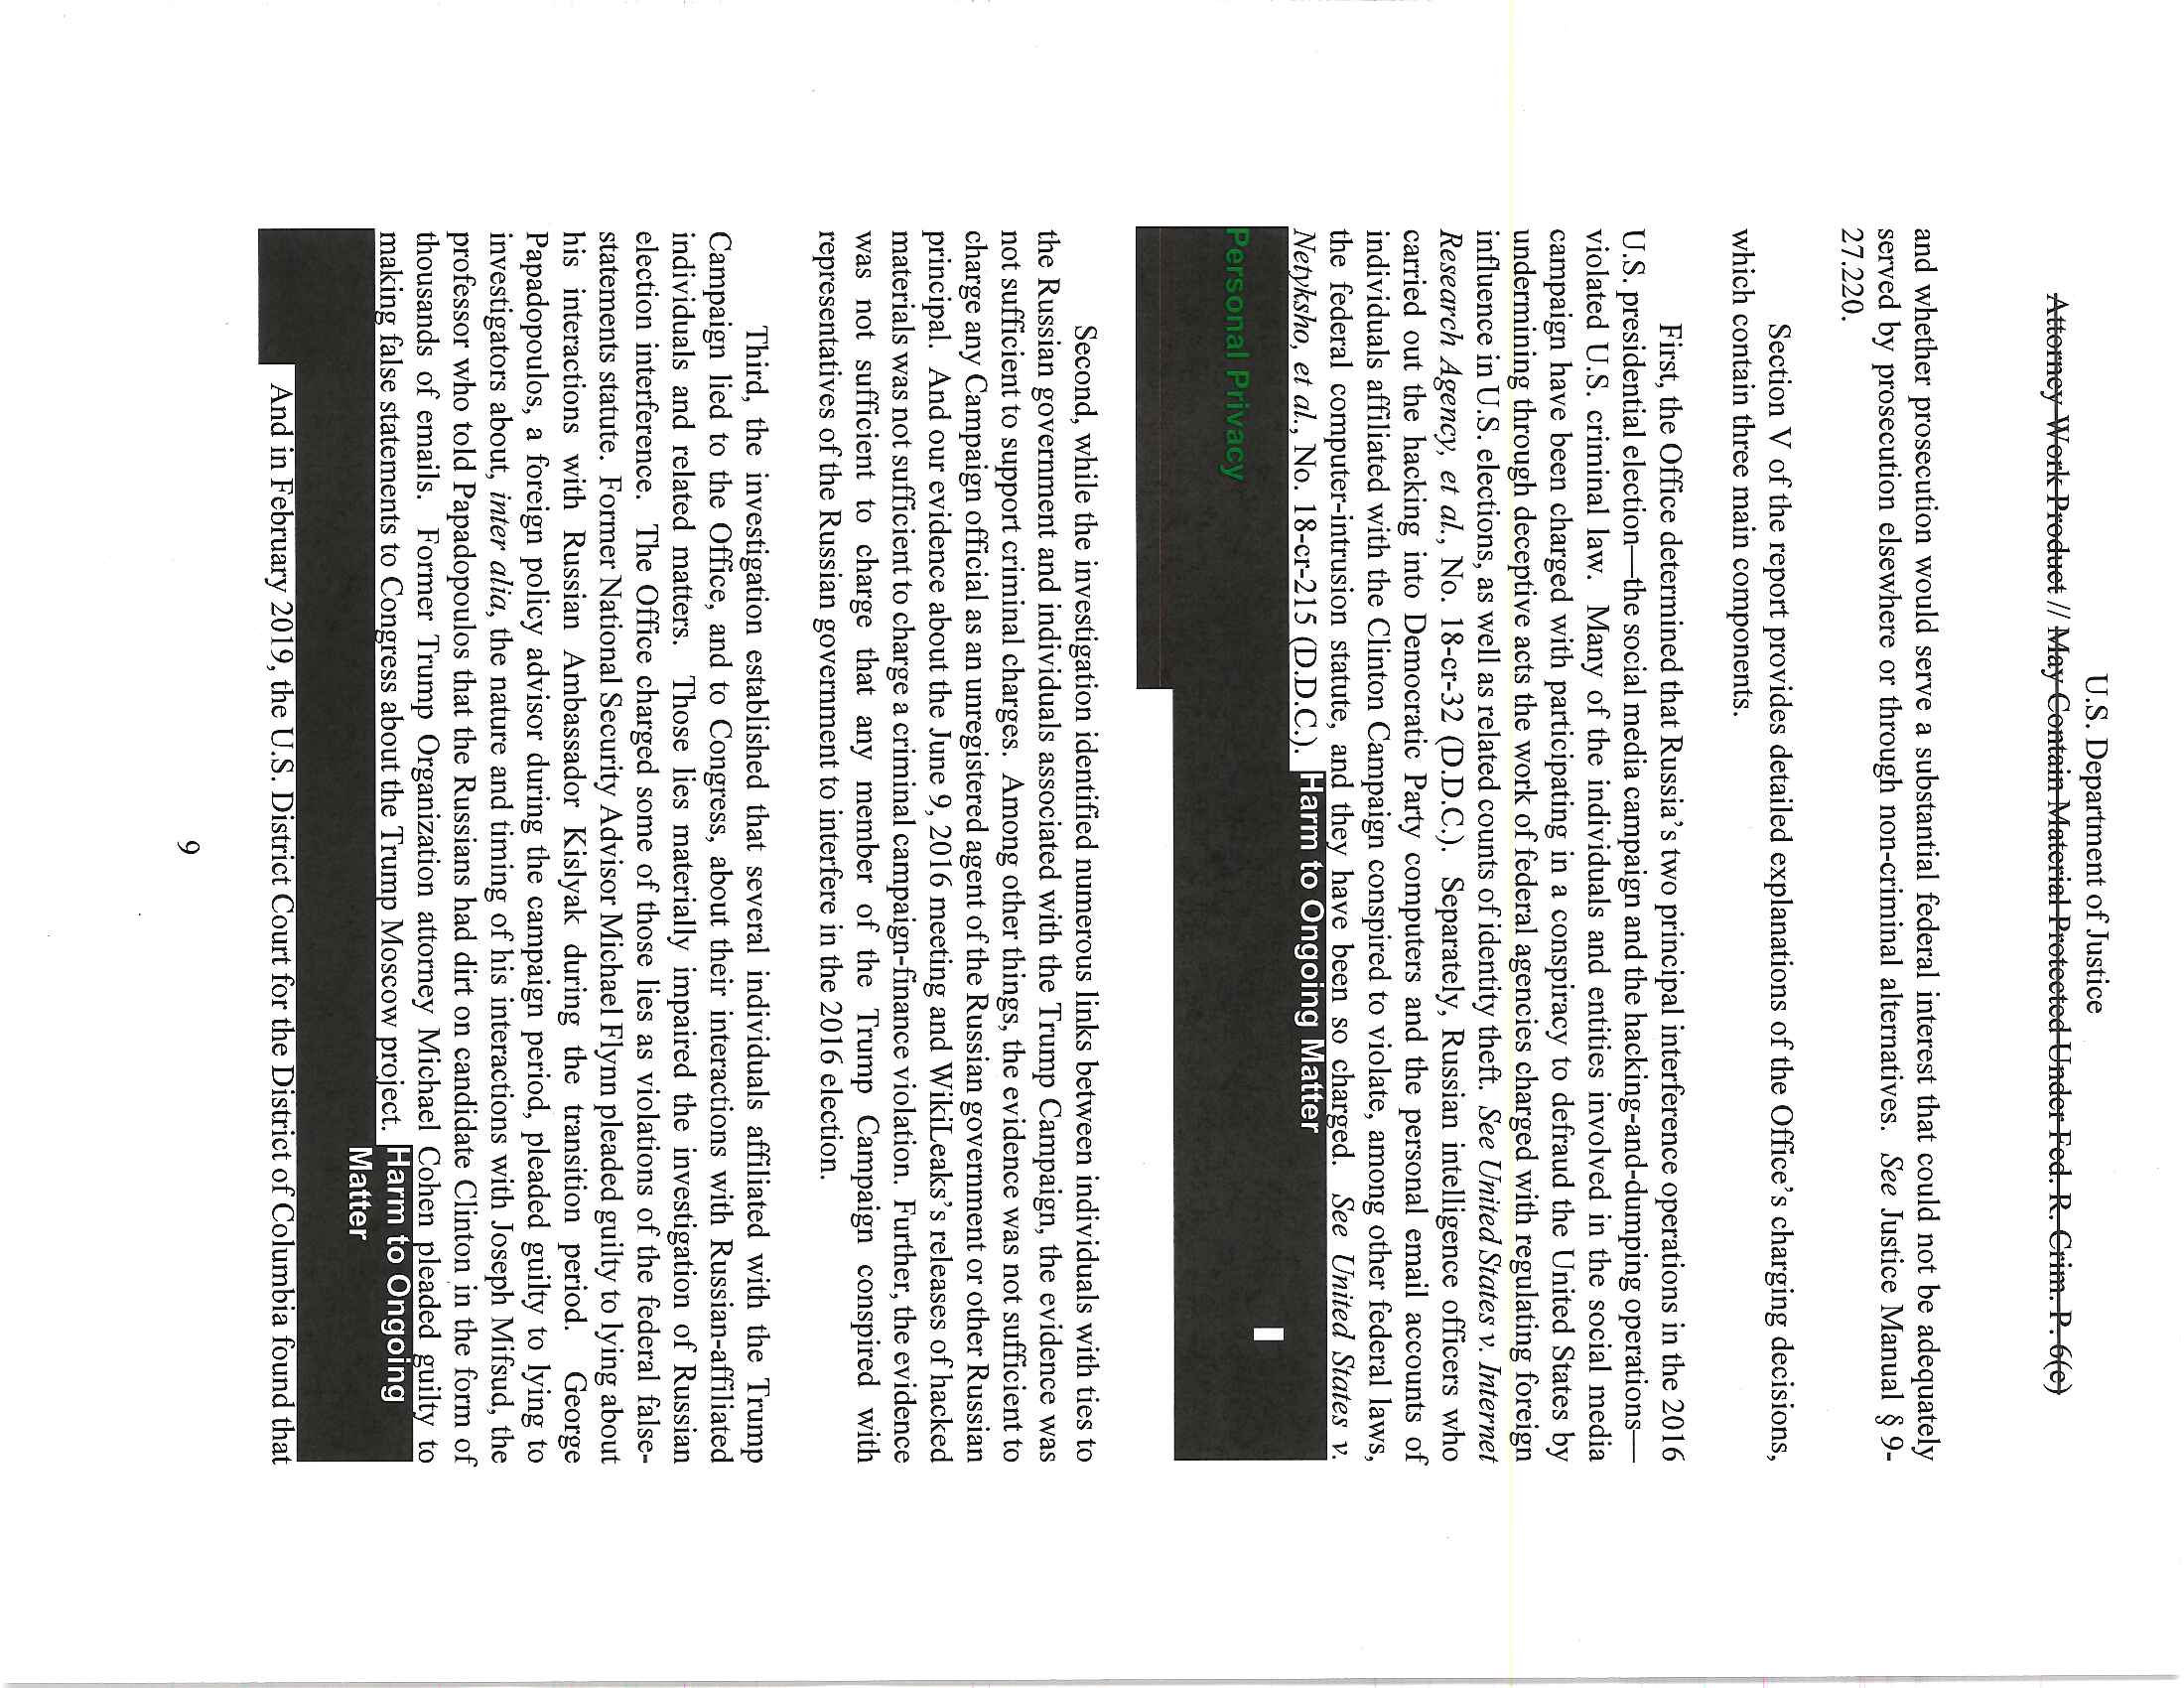 U.S. Department of Justice
Attorney Work Product // May Contain Material Protected Under Fed. R. Crim. P. 6(e)
and whether prosecution would serve a substantial federal interest that could not be adequately
served by prosecution elsewhere or through non-criminal alternatives. See Justice Manual § 9-
27.220.
Section V of the report provides detailed explanations of the Office's charging decisions,
which contain three main components.
First, the Office determined that Russia's two principal interference operations in the 2016
U.S. presidential election—the social media campaign and the hacking-and-dumping operations—
violated U.S. criminal law. Many of the individuals and entities involved in the social media
campaign have been charged with participating in a conspiracy to defraud the United States by
undermining through deceptive acts the work of federal agencies charged with regulating foreign
influence in U.S. elections, as well as related counts of identity theft. See United States v. Internet
Research Agency, et al., No. 18-cr-32 (D.D.C.). Separately, Russian intelligence officers who
carried out the hacking into Democratic Party computers and the personal email accounts of
individuals affiliated with the Clinton Campaign conspired to violate, among other federal laws,
the federal computer-intrusion statute, and they have been so charged. See United States v.
Netyksho, et al., No. 18-cr-215 (D.D.C.). Harm to Ongoing Matter
Personal Privacy
Second, while the investigation identified numerous links between individuals with ties to
the Russian government and individuals associated with the Trump Campaign, the evidence was
not sufficient to support criminal charges. Among other things, the evidence was not sufficient to
charge any Campaign official as an unregistered agent of the Russian government or other Russian
principal. And our evidence about the June 9, 2016 meeting and WikiLeaks's releases of hacked
materials was not sufficient to charge a criminal campaign-finance violation. Further, the evidence
was not sufficient to charge that any member of the Trump Campaign conspired with
representatives of the Russian government to interfere in the 2016 election.
Third, the investigation established that several individuals affiliated with the Trump
Campaign lied to the Office, and to Congress, about their interactions with Russian-affiliated
individuals and related matters. Those lies materially impaired the investigation of Russian
election interference. The Office charged some of those lies as violations of the federal false-
statements statute. Former National Security Advisor Michael Flynn pleaded guilty to lying about
his interactions with Russian Ambassador Kislyak during the transition period. George
Papadopoulos, a foreign policy advisor during the campaign period, pleaded guilty to lying to
investigators about, inter alia, the nature and timing of his interactions with Joseph Mifsud, the
professor who told Papadopoulos that the Russians had dirt on candidate Clinton in the form of
thousands of emails. Former Trump Organization attorney Michael Cohen pleaded guilty to
making false statements to Congress about the Trump Moscow project. Harm to Ongoing
Matter
And in February 2019, the U.S. District Court for the District of Columbia found that
9